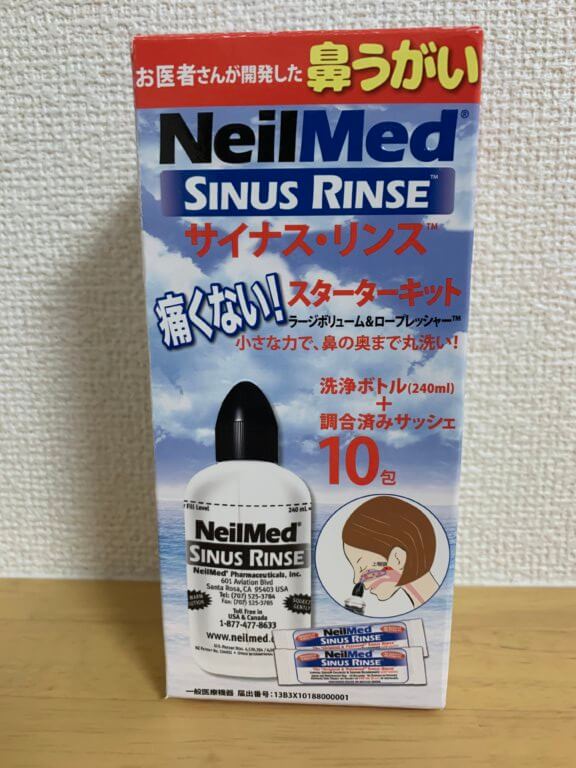 お医者さんが開発した 鼻うがい
NeilMed®
SINUS RINSE™
サイナス・リンス™
痛くない! スターターキット
ラージボリューム&ロープレッシャー™
小さな力で、鼻の奥まで丸洗い!
洗浄ボトル(240ml)
+
調合済みサッシェ
10包
Fill Level 240 mL
NeilMed®
SINUS RINSE
NeilMed® Pharmaceuticals, Inc.
601 Aviation Blvd
Santa Rosa, CA 95403 USA
Tel: (707) 525-3784
Fax: (707) 525-3785
Toll Free in
USA & Canada
1-877-477-8633
www.neilmed.c
NeilMed
SINUS RINSE
NeilMed
SINUS RINSE
一般医療機器 届出番号:13B3X10188000001